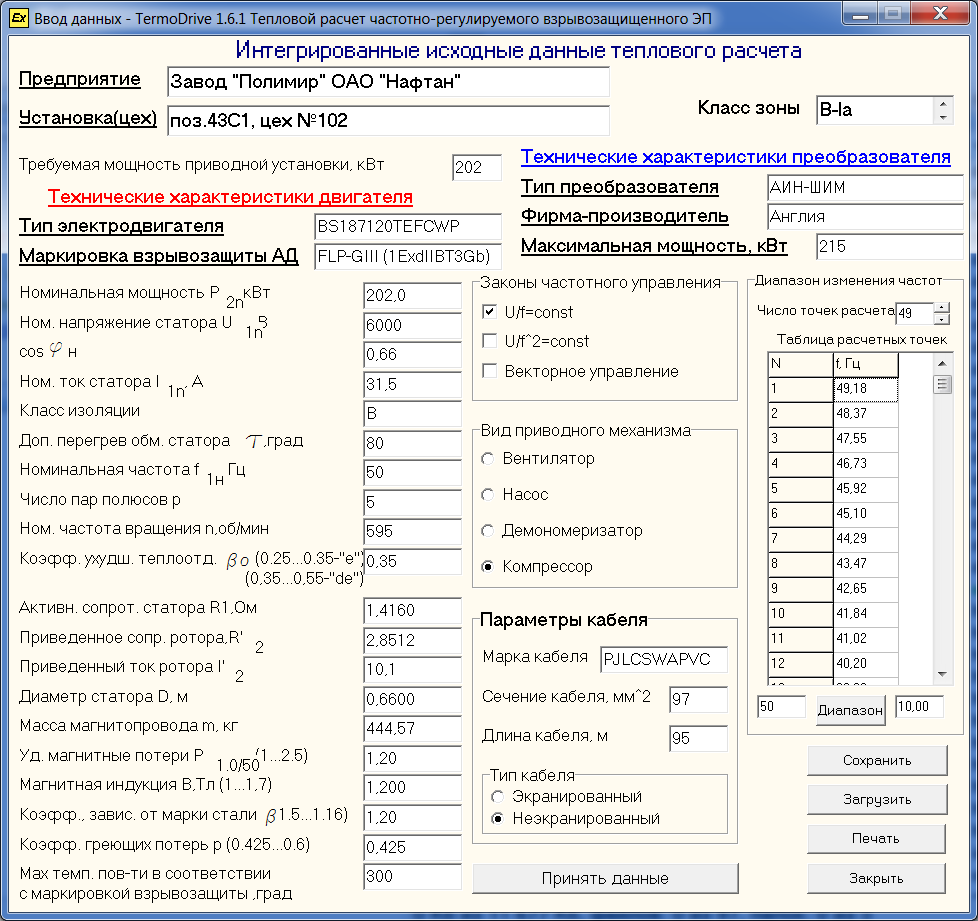 Ex Ввод данных - TermoDrive 1.6.1 Тепловой расчет частотно-регулируемого взрывозащищенного ЭП
Интегрированные исходные данные теплового расчета
Предприятие Завод "Полимир" ОАО "Нафтан"
Установка(цех) поз.43С1, цех №102
Класс зоны B-Ia
Требуемая мощность приводной установки, кВт 202
Технические характеристики двигателя
Тип электродвигателя BS187120TEFCWP
Маркировка взрывозащиты АД FLP-GIII (1ExdIIBT3Gb)
Технические характеристики преобразователя
Тип преобразователя АИН-ШИМ
Фирма-производитель Англия
Максимальная мощность, кВт 215
Номинальная мощность P 2n кВт 202,0
Ном. напряжение статора U 1n В 6000
cos φ н 0,66
Ном. ток статора I 1n, А 31,5
Класс изоляции B
Доп. перегрев обм. статора τ,град 80
Номинальная частота f 1н Гц 50
Число пар полюсов p 5
Ном. частота вращения n,об/мин 595
Коэфф. ухудш. теплоотд. β0 (0.25...0.35-"e") 0,35
(0,35...0,55-"de")
Активн. сопрот. статора R1,Ом 1,4160
Приведенное сопр. ротора,R' 2 2,8512
Приведенный ток ротора I' 2 10,1
Диаметр статора D, м 0,6600
Масса магнитопровода m, кг 444,57
Уд. магнитные потери P 1.0/50 (1...2.5) 1,20
Магнитная индукция В,Тл (1...1,7) 1,200
Коэфф., завис. от марки стали β1.5...1.16) 1,20
Коэфф. греющих потерь p (0.425...0.6) 0,425
Мах темп. пов-ти в соответствии 300
с маркировкой взрывозащиты ,град
Законы частотного управления
U/f=const
U/f^2=const
Векторное управление
Вид приводного механизма
Вентилятор
Насос
Демономеризатор
Компрессор
Параметры кабеля
Марка кабеля PJLCSWAPVC
Сечение кабеля, мм^2 97
Длина кабеля, м 95
Тип кабеля
Экранированный
Неэкранированный
Принять данные
Диапазон изменения частот
Число точек расчета 49
Таблица расчетных точек
N f, Гц
1 49,18
2 48,37
3 47,55
4 46,73
5 45,92
6 45,10
7 44,29
8 43,47
9 42,65
10 41,84
11 41,02
12 40,20
50 Диапазон 10,00
Сохранить
Загрузить
Печать
Закрыть